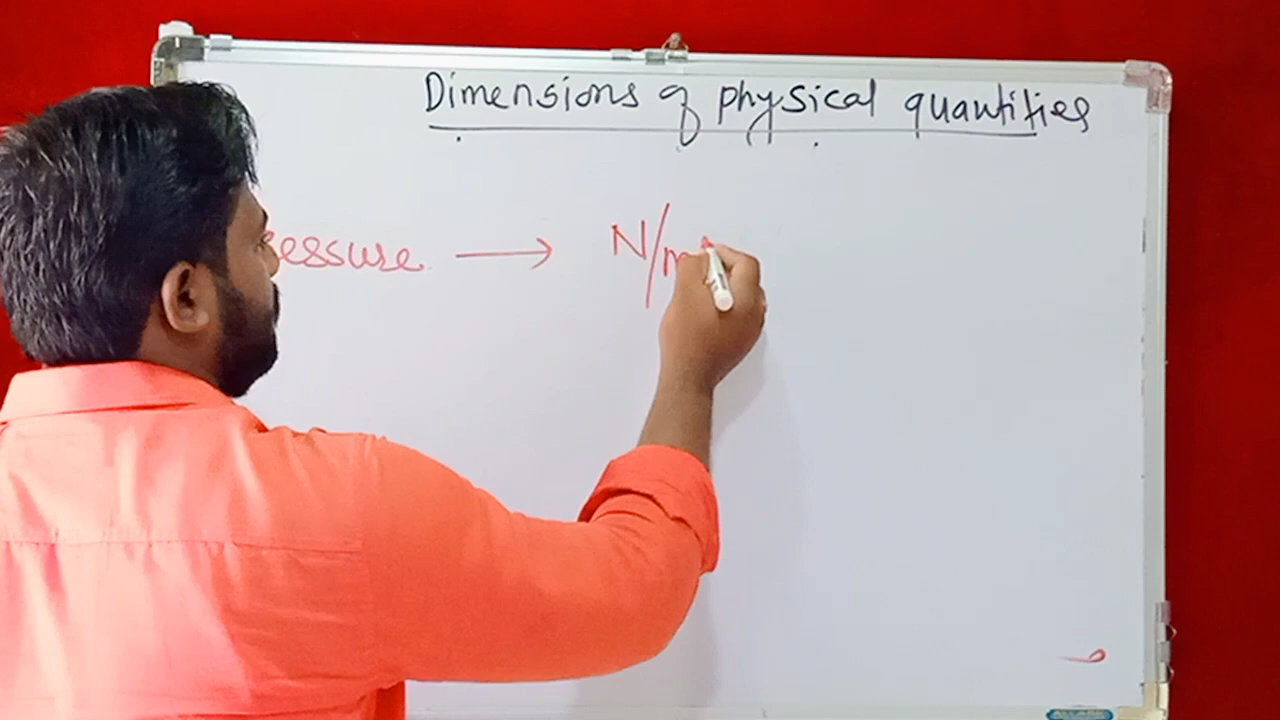 Dimensions of physical quantities
essure → N/m